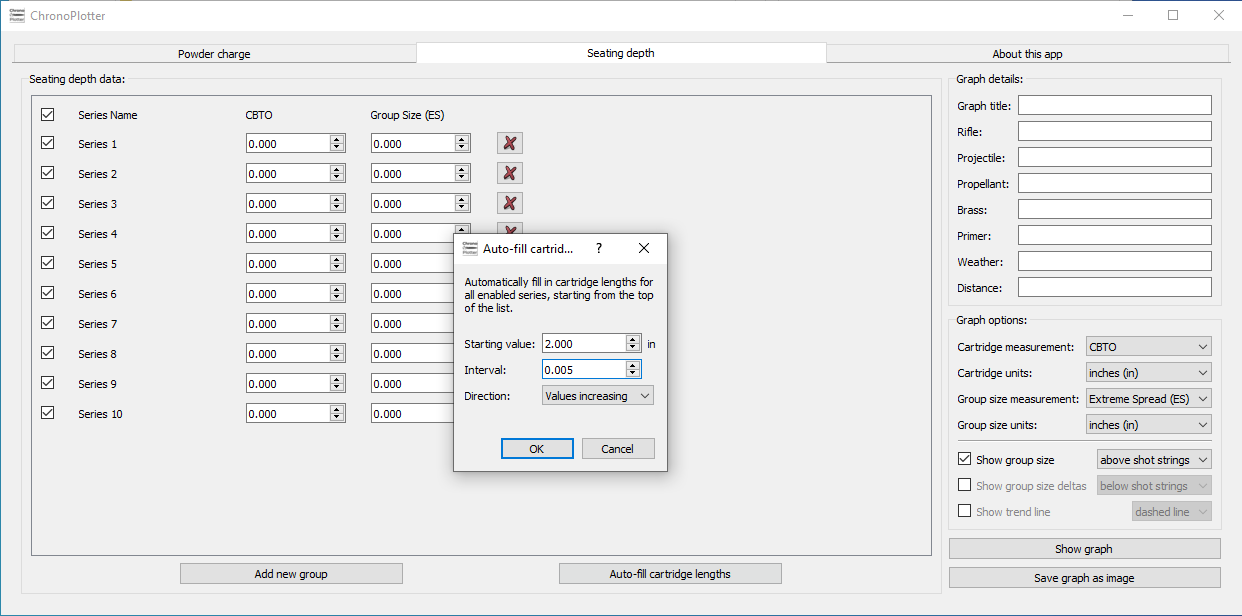 ChronoPlotter
Powder charge
Seating depth
About this app
Seating depth data:
Series Name CBTO Group Size (ES)
Series 1 0.000 0.000
Series 2 0.000 0.000
Series 3 0.000 0.000
Series 4 0.000 0.000
Series 5 0.000 0.000
Series 6 0.000 0.000
Series 7 0.000 0.000
Series 8 0.000 0.000
Series 9 0.000 0.000
Series 10 0.000 0.000
Add new group
Auto-fill cartridge lengths
Chrono
Plotter
Auto-fill cartrid... ?
Automatically fill in cartridge lengths for
all enabled series, starting from the top
of the list.
Starting value: 2.000 in
Interval: 0.005
Direction: Values increasing
OK
Cancel
Graph details:
Graph title:
Rifle:
Projectile:
Propellant:
Brass:
Primer:
Weather:
Distance:
Graph options:
Cartridge measurement: CBTO
Cartridge units: inches (in)
Group size measurement: Extreme Spread (ES)
Group size units: inches (in)
Show group size above shot strings
Show group size deltas below shot strings
Show trend line dashed line
Show graph
Save graph as image